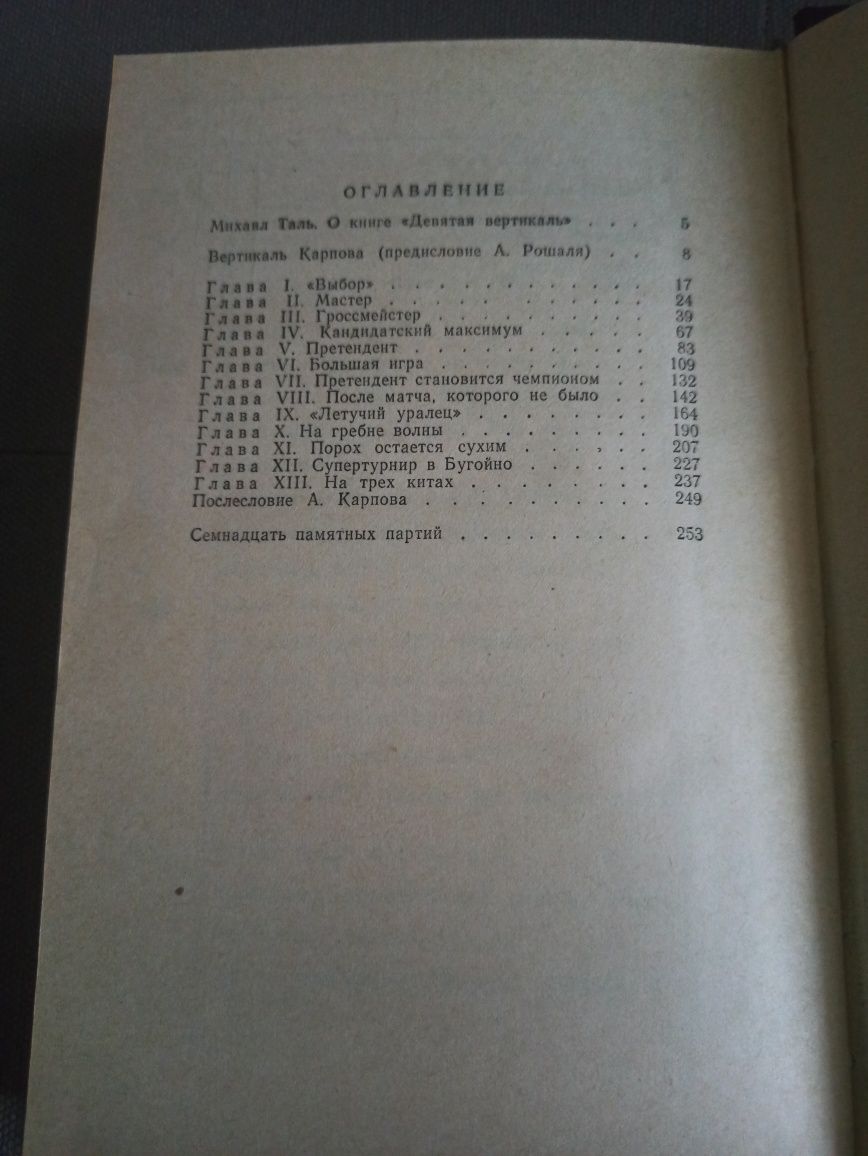 ОГЛАВЛЕНИЕ
Михаил Таль. О книге «Девятая вертикаль» . . . 5
Вертикаль Карпова (предисловие А. Рошаля) . . 8
Глава I. «Выбор» . . . . . . . . . . . . 17
Глава II. Мастер . . . . . . . . . . . 24
Глава III. Гроссмейстер . . . . . . . . . . 39
Глава IV. Кандидатский максимум . . . . . 67
Глава V. Претендент . . . . . . . . . . 83
Глава VI. Большая игра . . . . . . . . . 109
Глава VII. Претендент становится чемпионом . . 132
Глава VIII. После матча, которого не было . . 142
Глава IX. «Летучий уралец» . . . . . . . 164
Глава X. На гребне волны . . . . . . . . 190
Глава XI. Порох остается сухим . . . . . . 207
Глава XII. Супертурнир в Бугойно . . . . . . 227
Глава XIII. На трех китах . . . . . . . . 237
Послесловие А. Карпова . . . . . . . . . . 249
Семнадцать памятных партий . . . . . . . . . 253